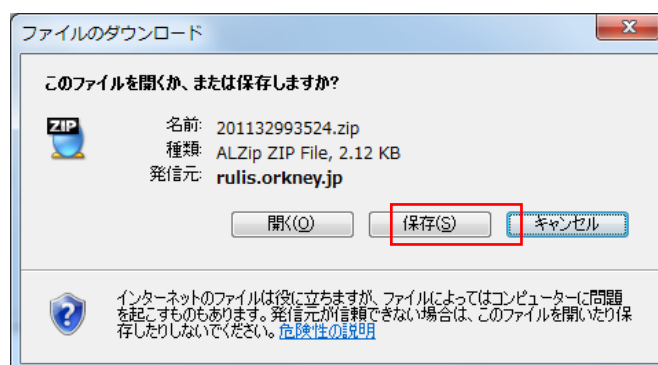 ファイルのダウンロード
このファイルを開くか、または保存しますか?
ZIP
名前: 201132993524.zip
種類: ALZip ZIP File, 2.12 KB
発信元: rulis.orkney.jp
開く(O) 保存(S) キャンセル
インターネットのファイルは役に立ちますが、ファイルによってはコンピューターに問題
を起こすものもあります。発信元が信頼できない場合は、このファイルを開いたり保
存したりしないでください。危険性の説明